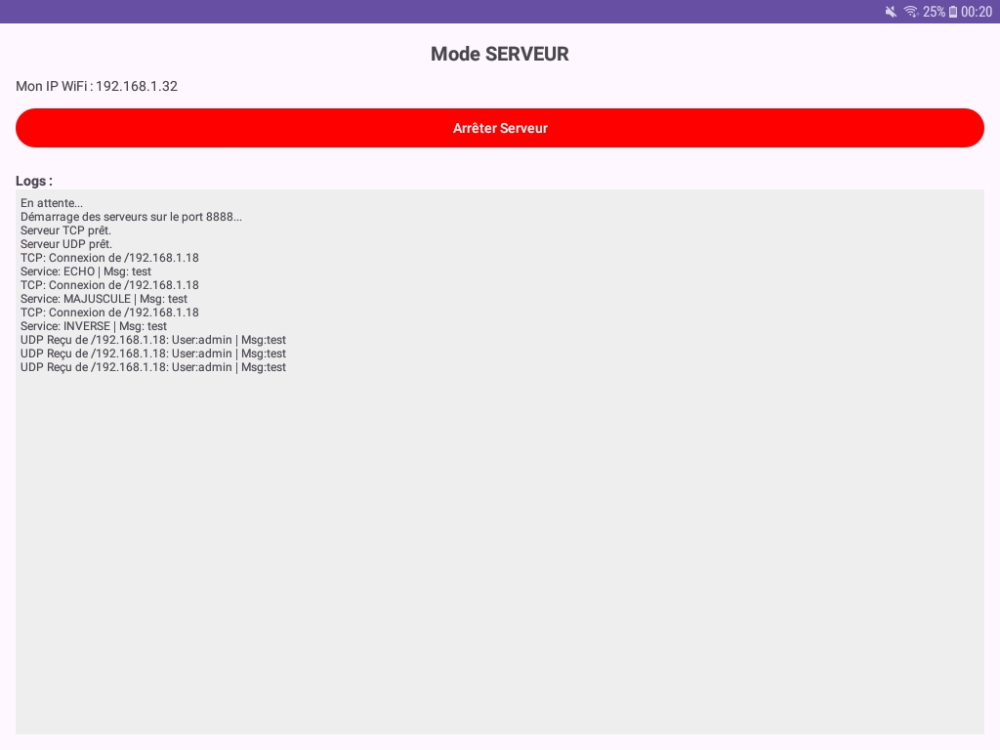 25% 00:20
Mode SERVEUR
Mon IP WiFi : 192.168.1.32
Arrêter Serveur
Logs :
En attente...
Démarrage des serveurs sur le port 8888...
Serveur TCP prêt.
Serveur UDP prêt.
TCP: Connexion de /192.168.1.18
Service: ECHO | Msg: test
TCP: Connexion de /192.168.1.18
Service: MAJUSCULE | Msg: test
TCP: Connexion de /192.168.1.18
Service: INVERSE | Msg: test
UDP Reçu de /192.168.1.18: User:admin | Msg:test
UDP Reçu de /192.168.1.18: User:admin | Msg:test
UDP Reçu de /192.168.1.18: User:admin | Msg:test